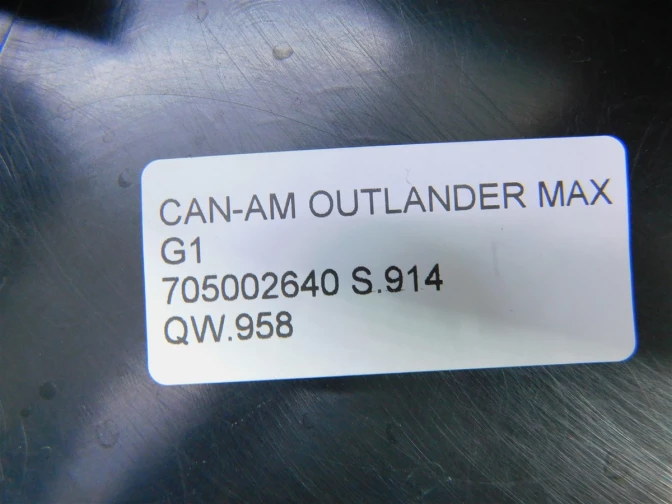 CAN-AM OUTLANDER MAX
G1
705002640 S.914
QW.958